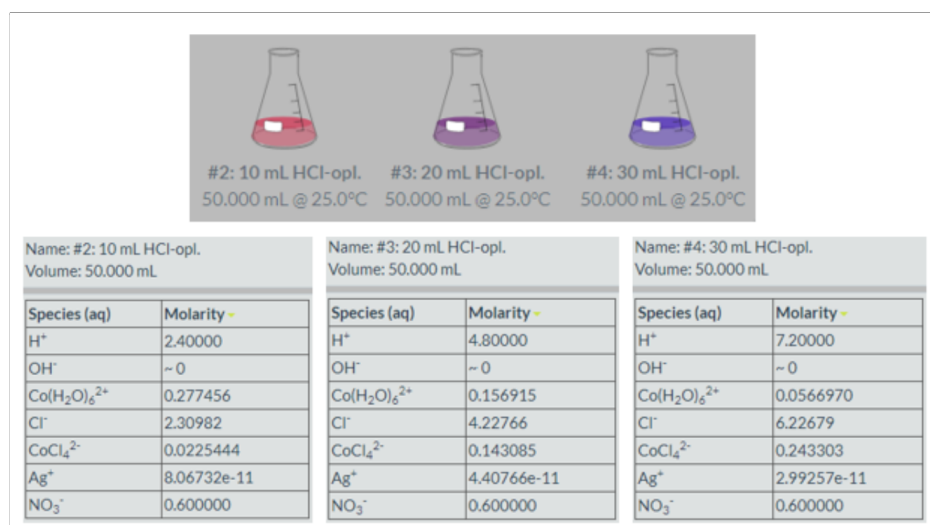 #2: 10 mL HCl-opl. #3: 20 mL HCl-opl. #4: 30 mL HCl-opl.
50.000 mL @ 25.0°C 50.000 mL @ 25.0°C 50.000 mL @ 25.0°C
Name: #2: 10 mL HCl-opl.
Volume: 50.000 mL
Species (aq) Molarity
H⁺ 2.40000
OH⁻ ~ 0
Co(H₂O)₆²⁺ 0.277456
Cl⁻ 2.30982
CoCl₄²⁻ 0.0225444
Ag⁺ 8.06732e-11
NO₃⁻ 0.600000
Name: #3: 20 mL HCl-opl.
Volume: 50.000 mL
Species (aq) Molarity
H⁺ 4.80000
OH⁻ ~ 0
Co(H₂O)₆²⁺ 0.156915
Cl⁻ 4.22766
CoCl₄²⁻ 0.143085
Ag⁺ 4.40766e-11
NO₃⁻ 0.600000
Name: #4: 30 mL HCl-opl.
Volume: 50.000 mL
Species (aq) Molarity
H⁺ 7.20000
OH⁻ ~ 0
Co(H₂O)₆²⁺ 0.0566970
Cl⁻ 6.22679
CoCl₄²⁻ 0.243303
Ag⁺ 2.99257e-11
NO₃⁻ 0.600000